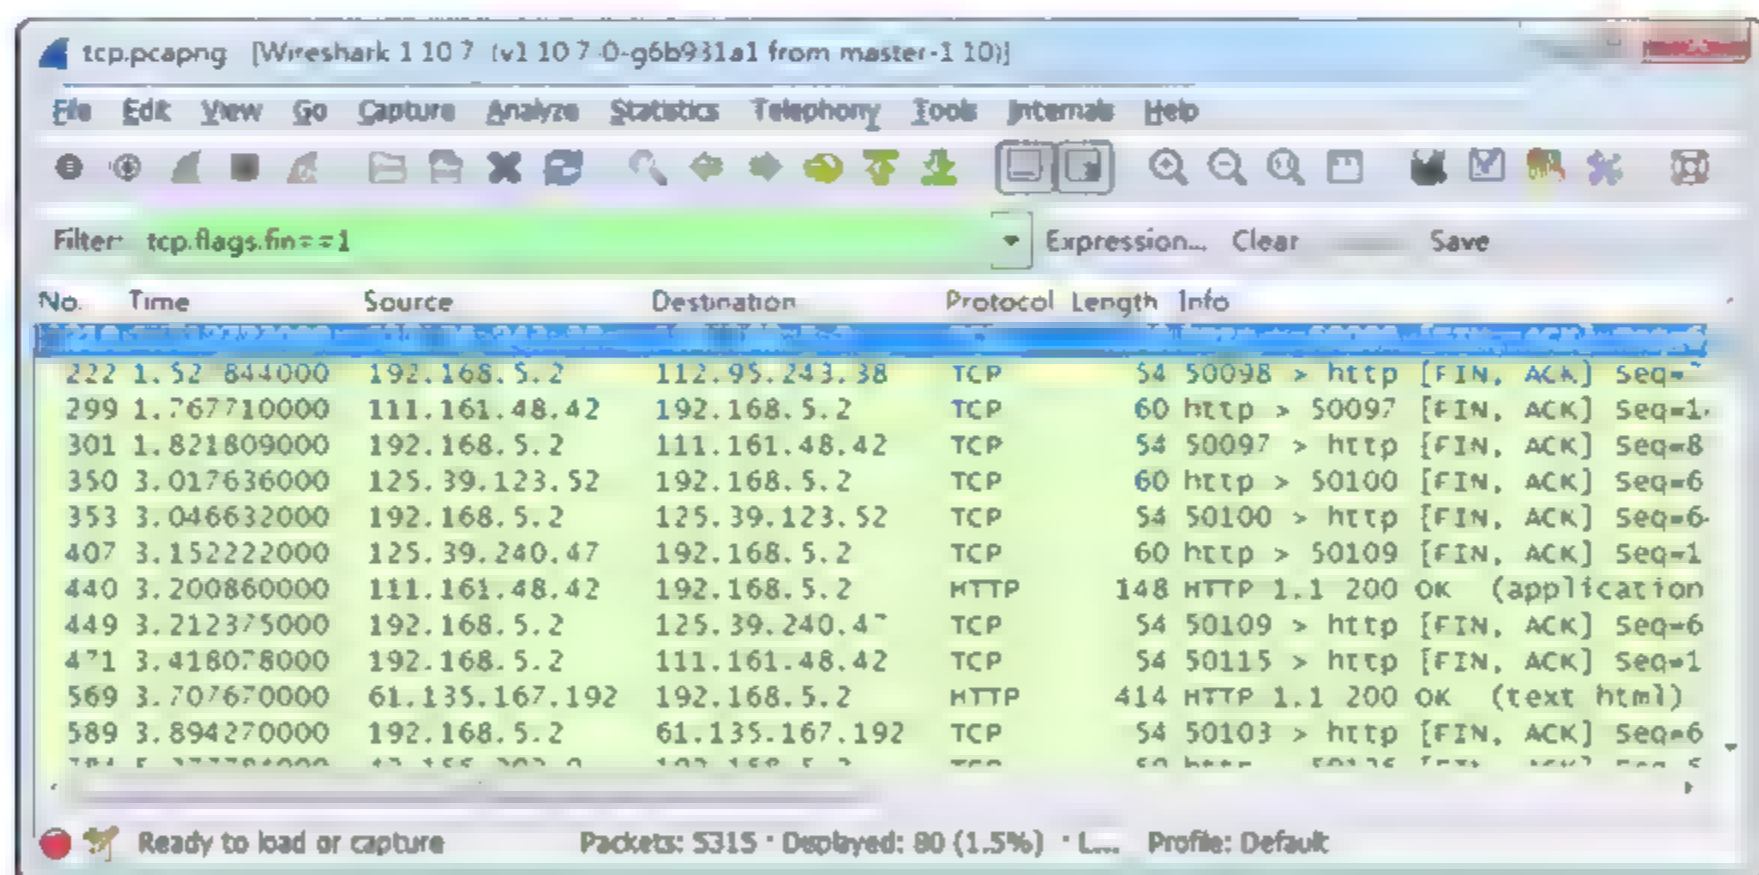 tcp.pcapng [Wireshark 1 10 7 (v1 10 7-0-g6b931a1 from master-1 10)]
File Edit View Go Capture Analyze Statistics Telephony Tools Internals Help
Filter: tcp.flags.fin==1 Expression... Clear Save
No. Time Source Destination Protocol Length Info
[FIN, ACK]
222 1.52 844000 192.168.5.2 112.95.243.38 TCP 54 50098 > http [FIN, ACK] Seq=
299 1.767710000 111.161.48.42 192.168.5.2 TCP 60 http > 50097 [FIN, ACK] Seq=1
301 1.821809000 192.168.5.2 111.161.48.42 TCP 54 50097 > http [FIN, ACK] Seq=8
350 3.017636000 125.39.123.52 192.168.5.2 TCP 60 http > 50100 [FIN, ACK] Seq=6
353 3.046632000 192.168.5.2 125.39.123.52 TCP 54 50100 > http [FIN, ACK] Seq=6
407 3.152222000 125.39.240.47 192.168.5.2 TCP 60 http > 50109 [FIN, ACK] Seq=1
440 3.200860000 111.161.48.42 192.168.5.2 HTTP 148 HTTP 1.1 200 OK (application
449 3.212375000 192.168.5.2 125.39.240.47 TCP 54 50109 > http [FIN, ACK] Seq=6
471 3.418078000 192.168.5.2 111.161.48.42 TCP 54 50115 > http [FIN, ACK] Seq=1
569 3.707670000 61.135.167.192 192.168.5.2 HTTP 414 HTTP 1.1 200 OK (text html)
589 3.894270000 192.168.5.2 61.135.167.192 TCP 54 50103 > http [FIN, ACK] Seq=6
192.168.5.2 TCP
Ready to load or capture Packets: 5315 · Displayed: 80 (1.5%) · L... Profile: Default